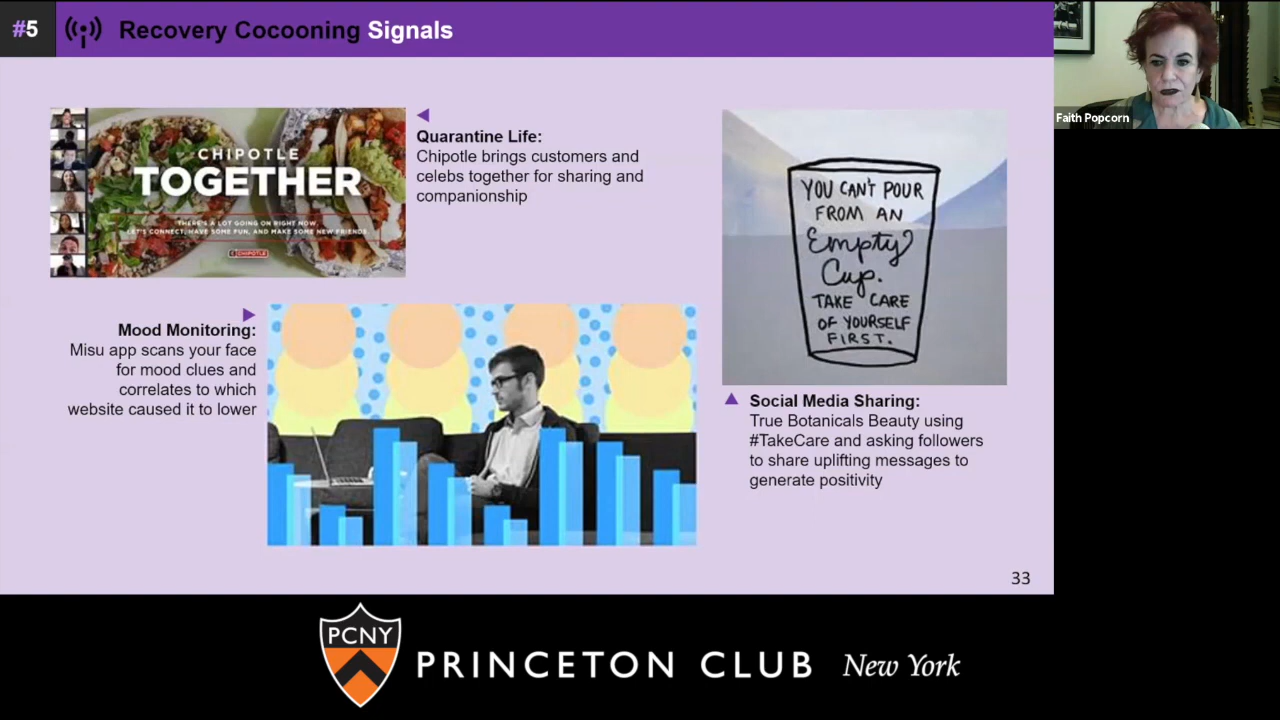 #5
Recovery Cocooning Signals
Faith Popcorn
CHIPOTLE
TOGETHER
THERE'S A LOT GOING ON RIGHT NOW.
LET'S CONNECT, HAVE SOME FUN, AND MAKE SOME NEW FRIENDS.
CHIPOTLE
Quarantine Life:
Chipotle brings customers and
celebs together for sharing and
companionship
YOU CAN'T POUR
FROM AN
Empty
Cup.
TAKE CARE
OF YOURSELF
FIRST.
Mood Monitoring:
Misu app scans your face
for mood clues and
correlates to which
website caused it to lower
Social Media Sharing:
True Botanicals Beauty using
#TakeCare and asking followers
to share uplifting messages to
generate positivity
33
PCNY
PRINCETON CLUB New York